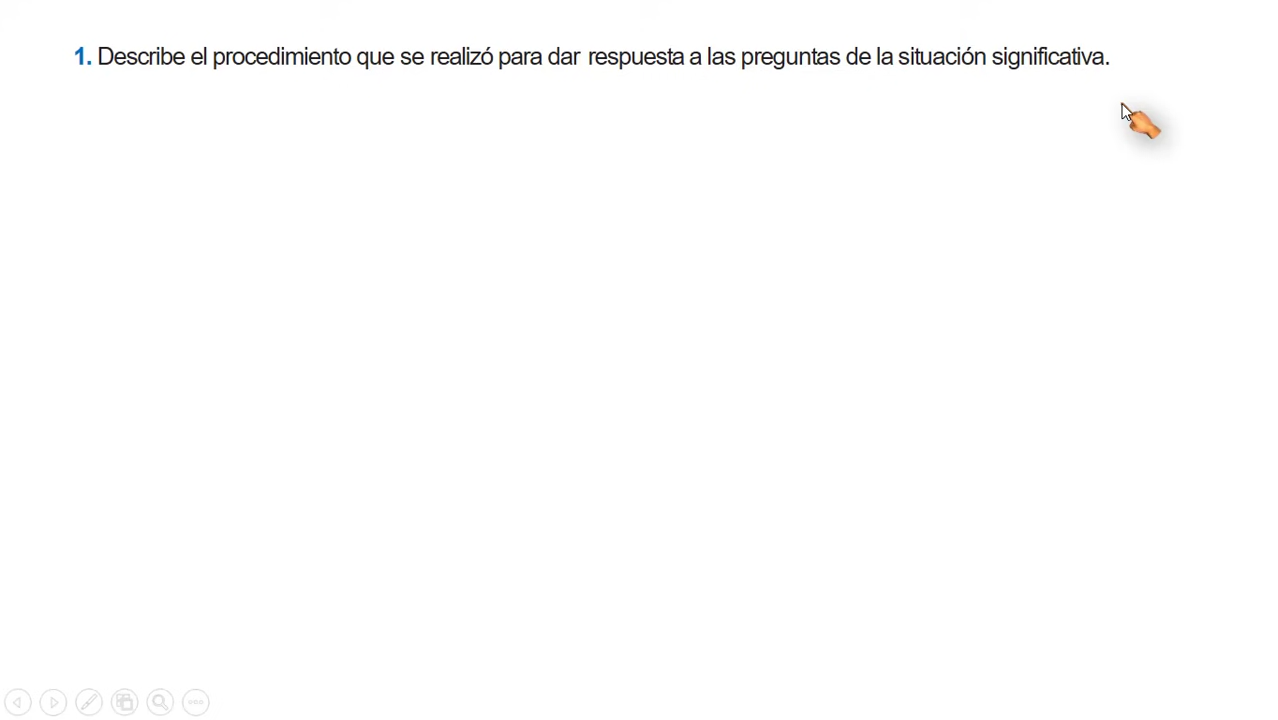 1. Describe el procedimiento que se realizó para dar respuesta a las preguntas de la situación significativa.